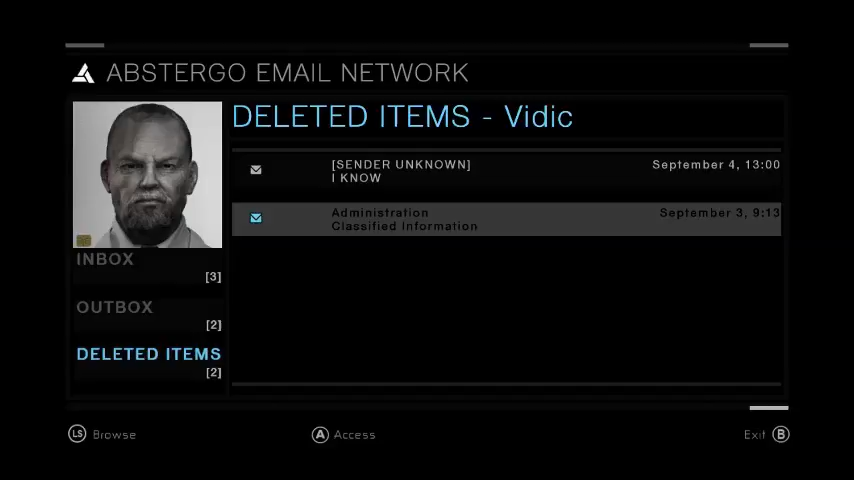 ABSTERGO EMAIL NETWORK
DELETED ITEMS - Vidic
[SENDER UNKNOWN] September 4, 13:00
I KNOW
Administration September 3, 9:13
Classified Information
INBOX
[3]
OUTBOX
[2]
DELETED ITEMS
[2]
LS Browse A Access Exit B